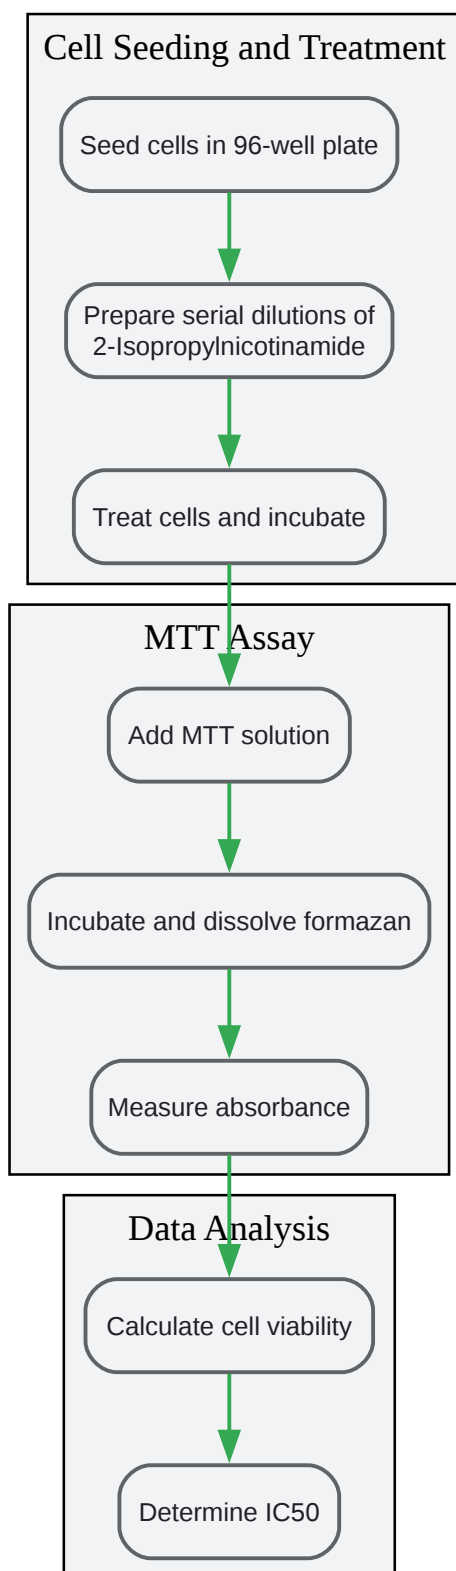 Cell Seeding and Treatment
Seed cells in 96-well plate
Prepare serial dilutions of
2-Isopropylnicotinamide
Treat cells and incubate
MTT Assay
Add MTT solution
Incubate and dissolve formazan
Measure absorbance
Data Analysis
Calculate cell viability
Determine IC50